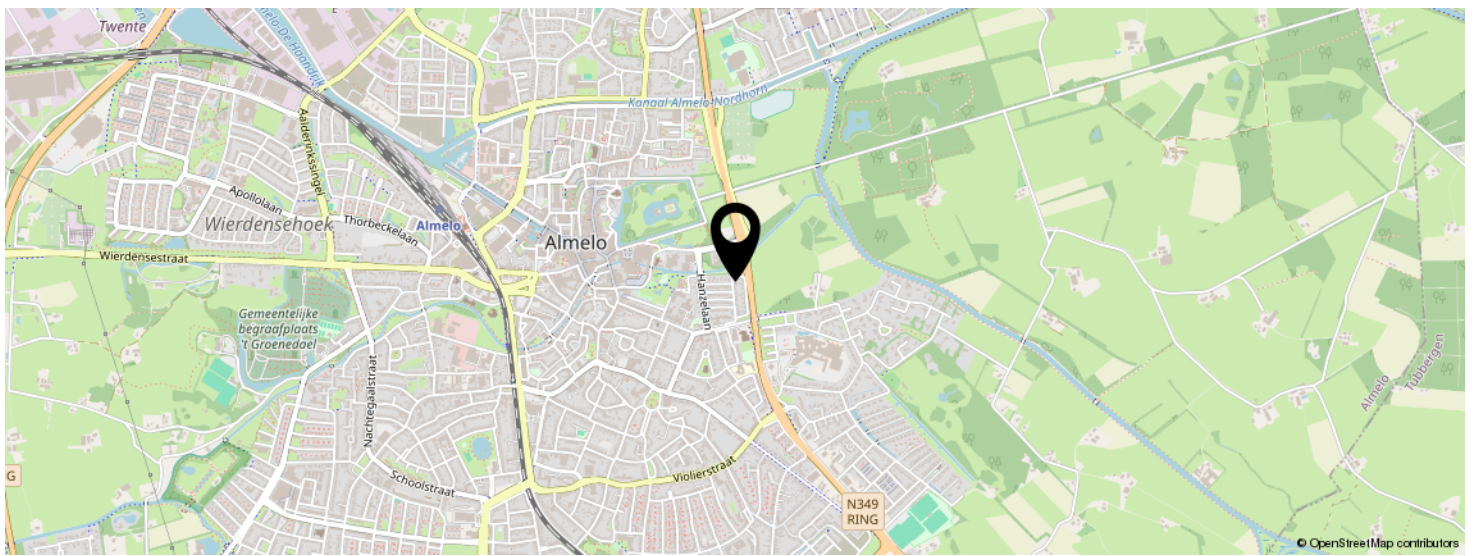 Twente
Almelo-De Haandrik
Kanaal Almelo-Nordhorn
Aalderinkssingel
Apollolaan
Wierdensehoek
Thorbeckelaan
Almelo
Almelo
Wierdensestraat
Hanzelaan
Gemeentelijke
begraafplaats
't Groenedael
Nachtegaalstraat
Almelo
Tubbergen
Schoolstraat
Violierstraat
G
N349
RING
© OpenStreetMap contributors